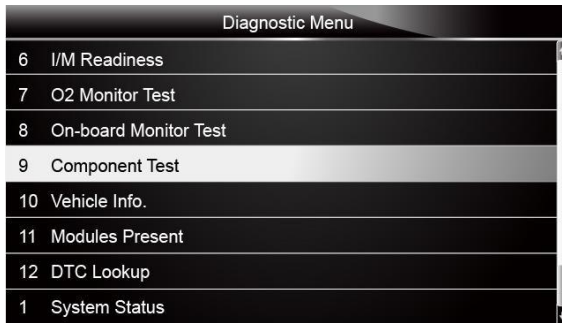 Diagnostic Menu
6 I/M Readiness
7 O2 Monitor Test
8 On-board Monitor Test
9 Component Test
10 Vehicle Info.
11 Modules Present
12 DTC Lookup
1 System Status